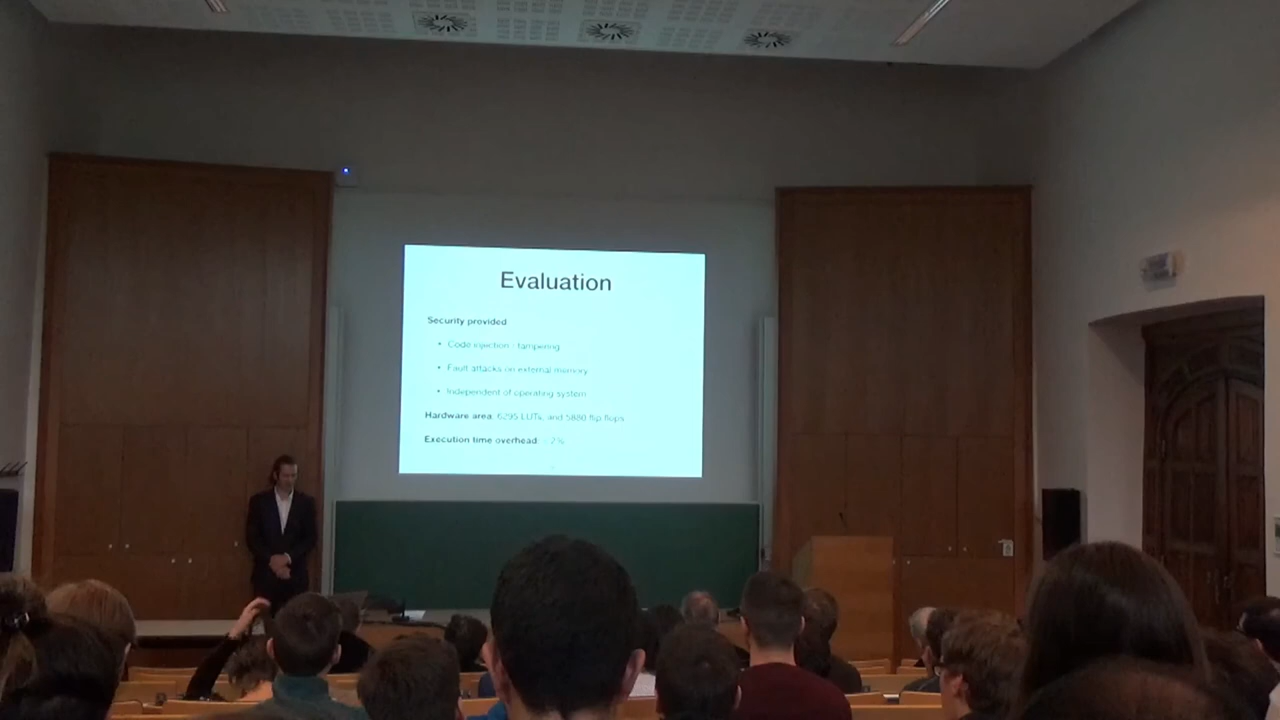 Evaluation
Security provided
• Code injection / tampering
• Fault attacks on external memory
• Independent of operating system
Hardware area: 6295 LUTs, and 5880 flip flops
Execution time overhead: 2%